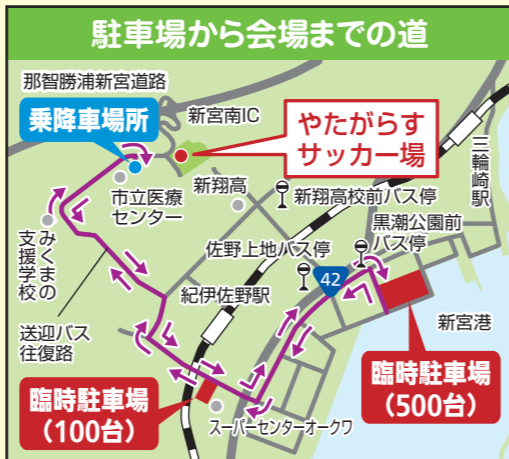 駐車場から会場までの道
那智勝浦新宮道路
乗降車場所
新宮南IC
やたがらす
サッカー場
三輪崎駅
市立医療
センター
新翔高
新翔高校前バス停
黒潮公園前
バス停
みくまの
支援学校
佐野上地バス停
42
紀伊佐野駅
新宮港
送迎バス
往復路
臨時駐車場
(100台)
臨時駐車場
(500台)
スーパーセンターオークワ